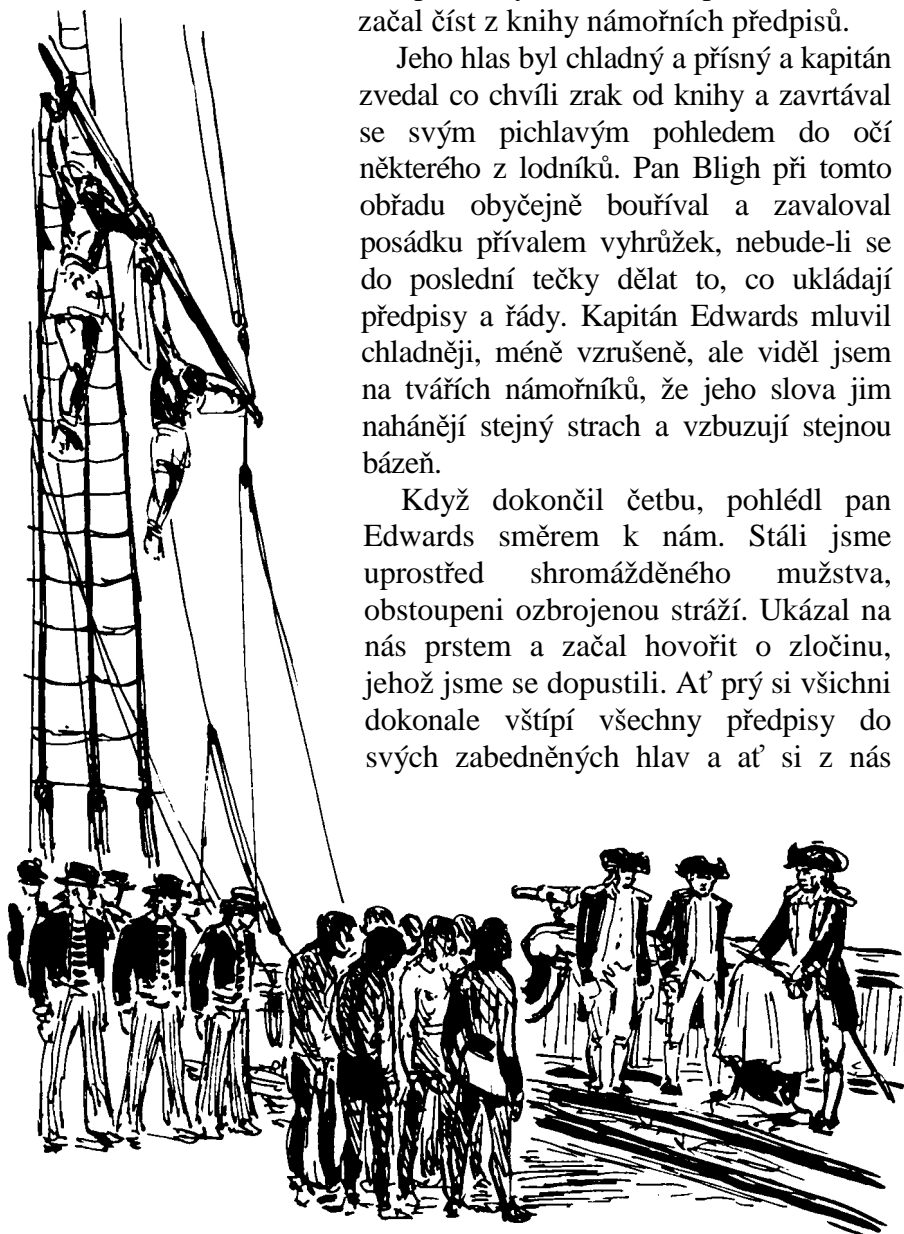 začal číst z knihy námořních předpisů.
Jeho hlas byl chladný a přísný a kapitán
zvedal co chvíli zrak od knihy a zavrtával
se svým pichlavým pohledem do očí
některého z lodníků. Pan Bligh při tomto
obřadu obyčejně bouříval a zavaloval
posádku přívalem vyhrůžek, nebude-li se
do poslední tečky dělat to, co ukládají
předpisy a řády. Kapitán Edwards mluvil
chladněji, méně vzrušeně, ale viděl jsem
na tvářích námořníků, že jeho slova jim
nahánějí stejný strach a vzbuzují stejnou
bázeň.
Když dokončil četbu, pohlédl pan
Edwards směrem k nám. Stáli jsme
uprostřed shromážděného mužstva,
obstoupeni ozbrojenou stráží. Ukázal na
nás prstem a začal hovořit o zločinu,
jehož jsme se dopustili. Ať prý si všichni
dokonale vštípí všechny předpisy do
svých zabedněných hlav a ať si z nás